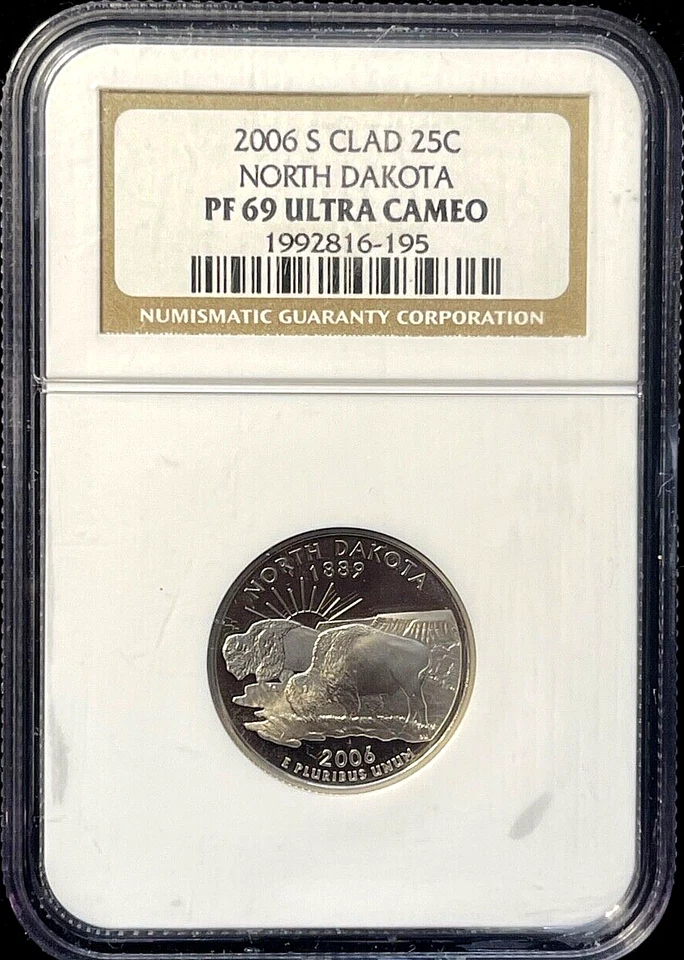 2006 S CLAD 25C
NORTH DAKOTA
PF 69 ULTRA CAMEO
1992816-195
NUMISMATIC GUARANTY CORPORATION
NORTH DAKOTA
1889
2006
E PLURIBUS UNUM